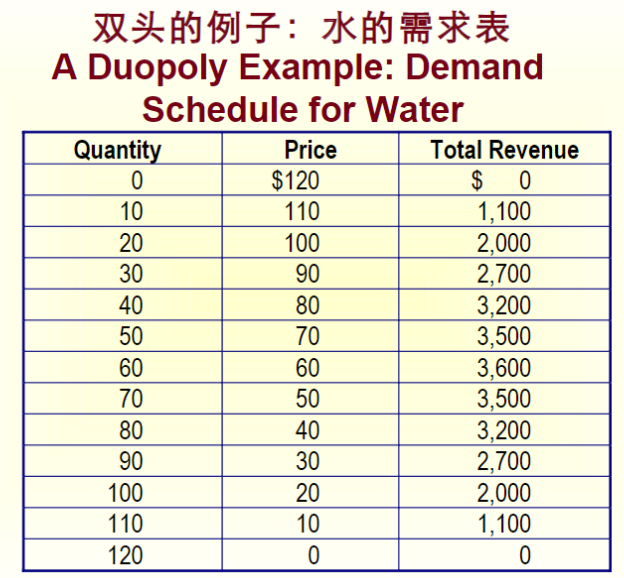 双头的例子：水的需求表
A Duopoly Example: Demand
Schedule for Water
Quantity Price Total Revenue
0 $120 $ 0
10 110 1,100
20 100 2,000
30 90 2,700
40 80 3,200
50 70 3,500
60 60 3,600
70 50 3,500
80 40 3,200
90 30 2,700
100 20 2,000
110 10 1,100
120 0 0